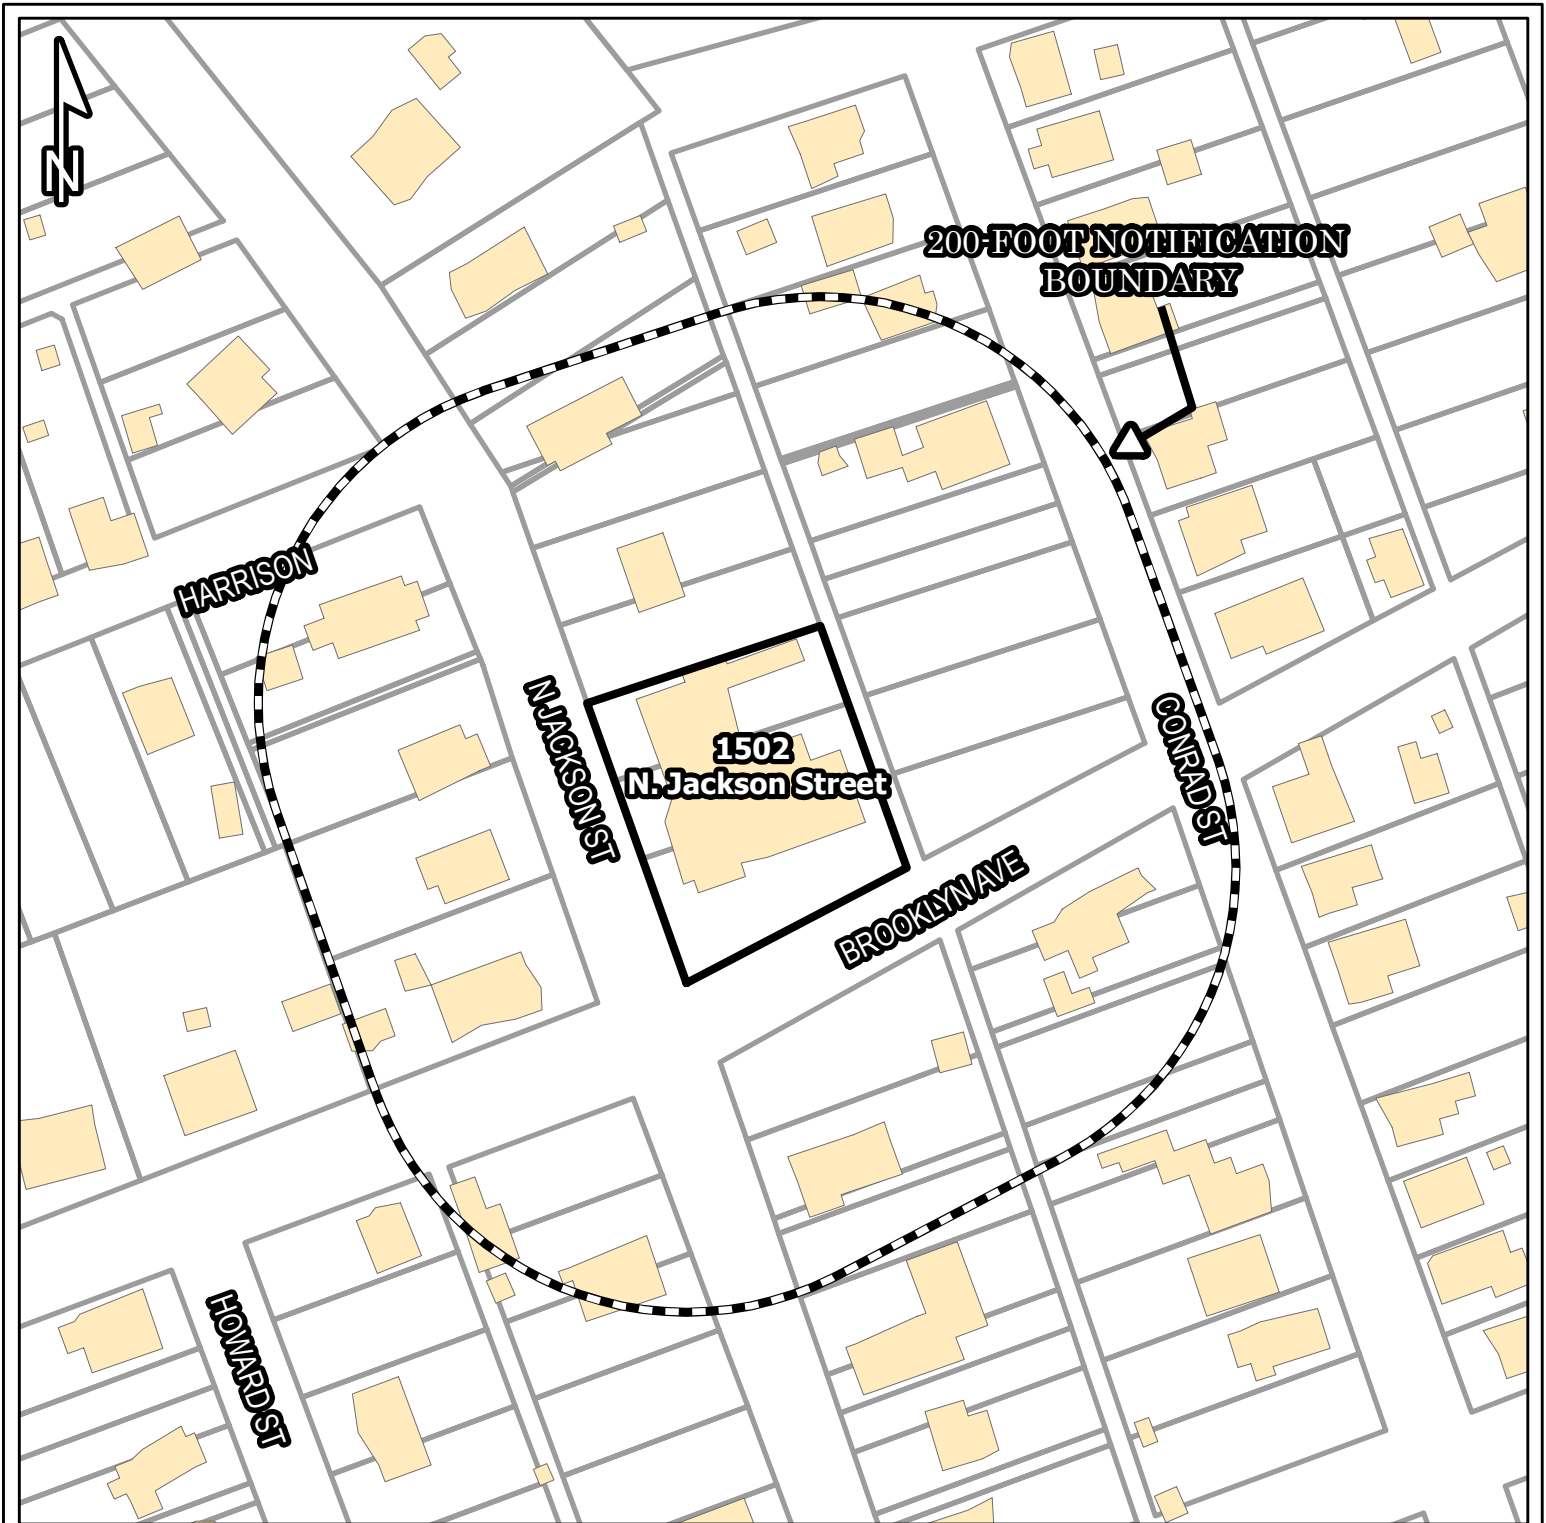 N
200-FOOT NOTIFICATION
BOUNDARY
HARRISON
N JACKSON ST
1502
N. Jackson Street
CONRAD ST
BROOKLYN AVE
HOWARD ST